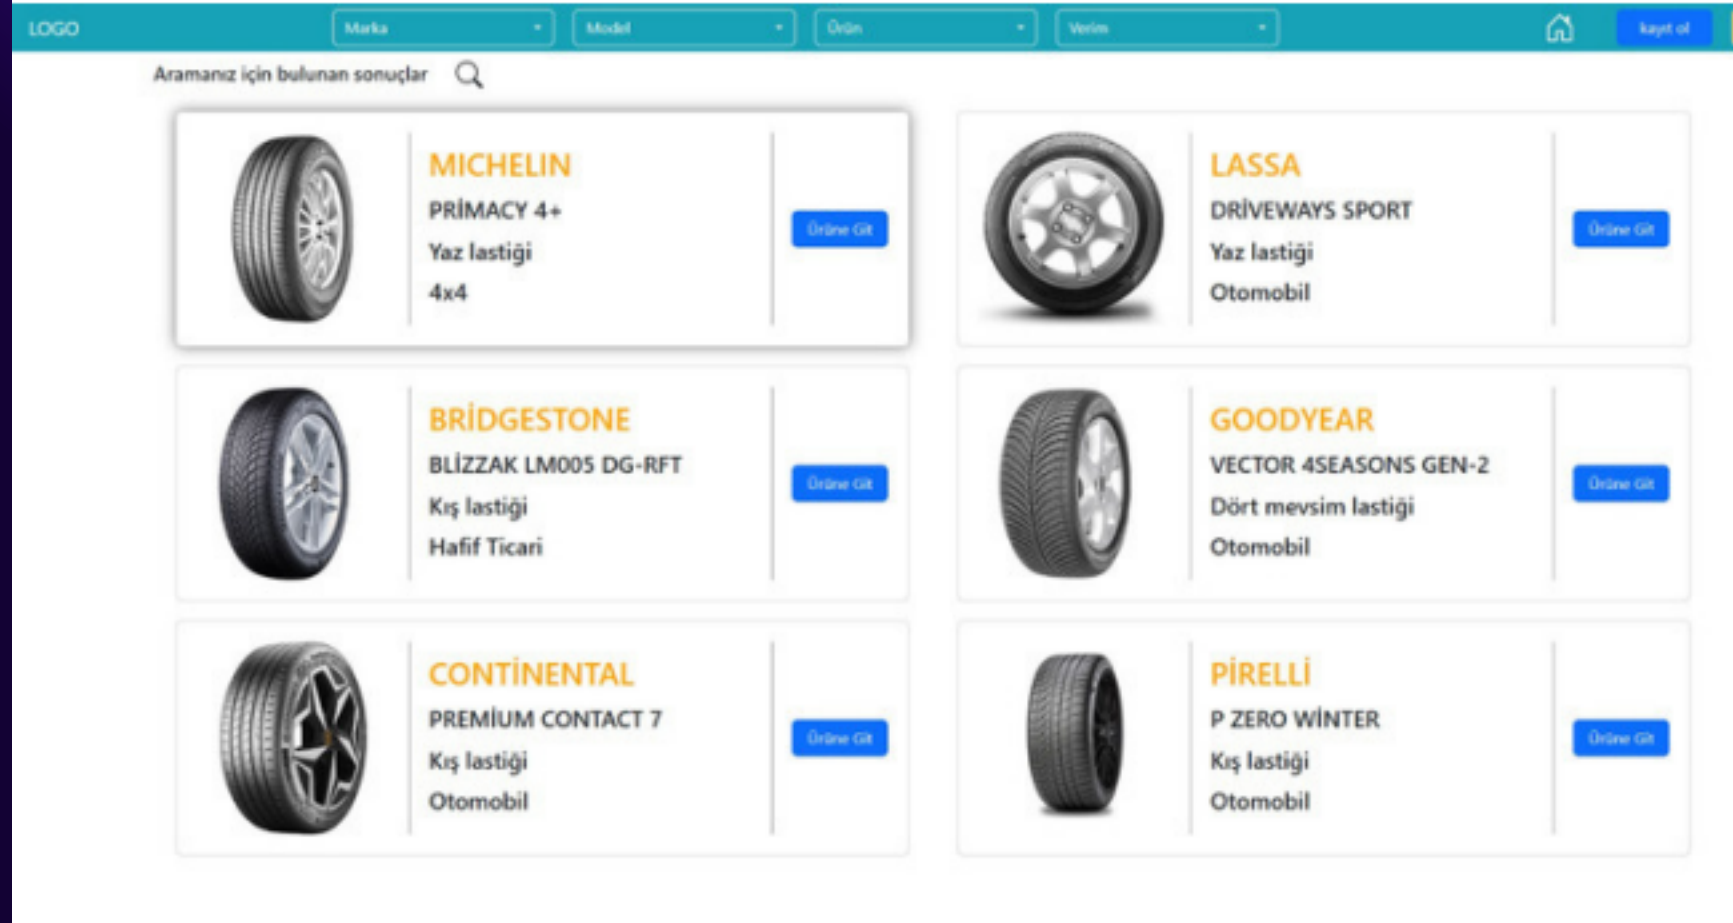 LOGO
Marka
Model
Ürün
Verim
kayıt ol
Aramanız için bulunan sonuçlar
MICHELIN
PRİMACY 4+
Yaz lastiği
4x4
Ürüne Git
LASSA
DRİVEWAYS SPORT
Yaz lastiği
Otomobil
Ürüne Git
BRİDGESTONE
BLİZZAK LM005 DG-RFT
Kış lastiği
Hafif Ticari
Ürüne Git
GOODYEAR
VECTOR 4SEASONS GEN-2
Dört mevsim lastiği
Otomobil
Ürüne Git
CONTİNENTAL
PREMİUM CONTACT 7
Kış lastiği
Otomobil
Ürüne Git
PİRELLİ
P ZERO WİNTER
Kış lastiği
Otomobil
Ürüne Git